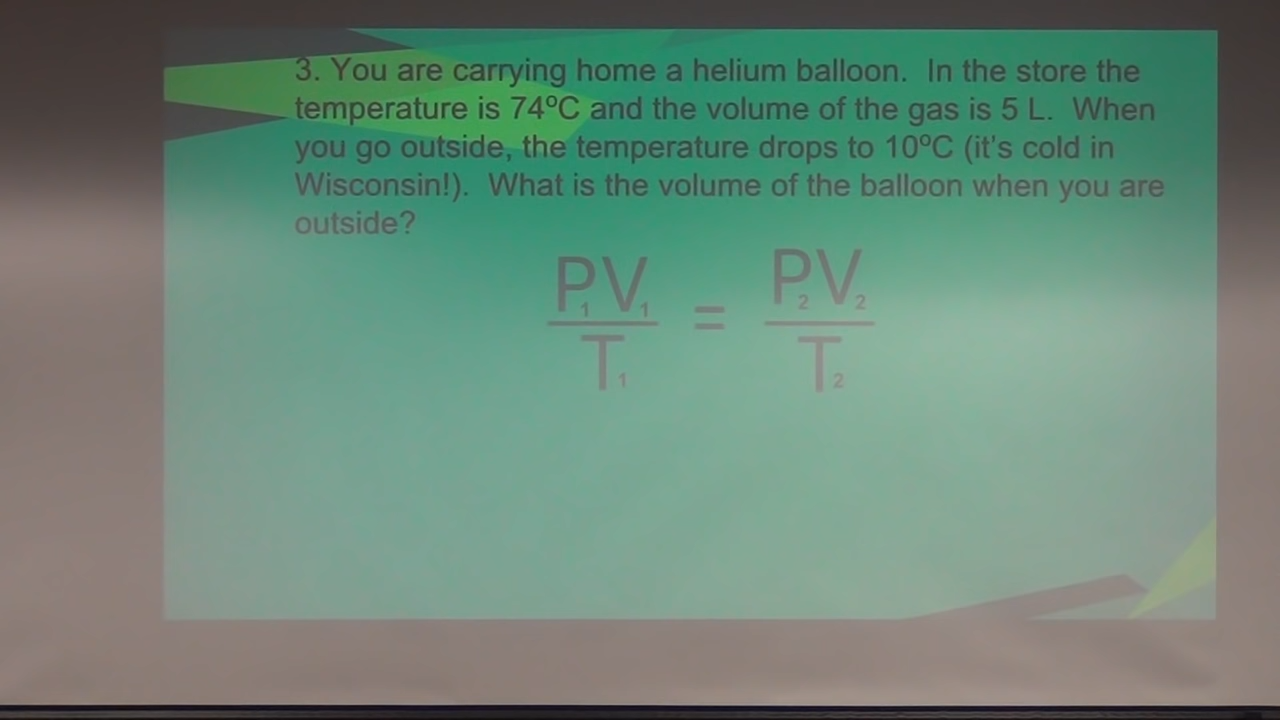 3. You are carrying home a helium balloon. In the store the
temperature is 74ºC and the volume of the gas is 5 L. When
you go outside, the temperature drops to 10ºC (it's cold in
Wisconsin!). What is the volume of the balloon when you are
outside?
P₁V₁ = P₂V₂
T₁ T₂